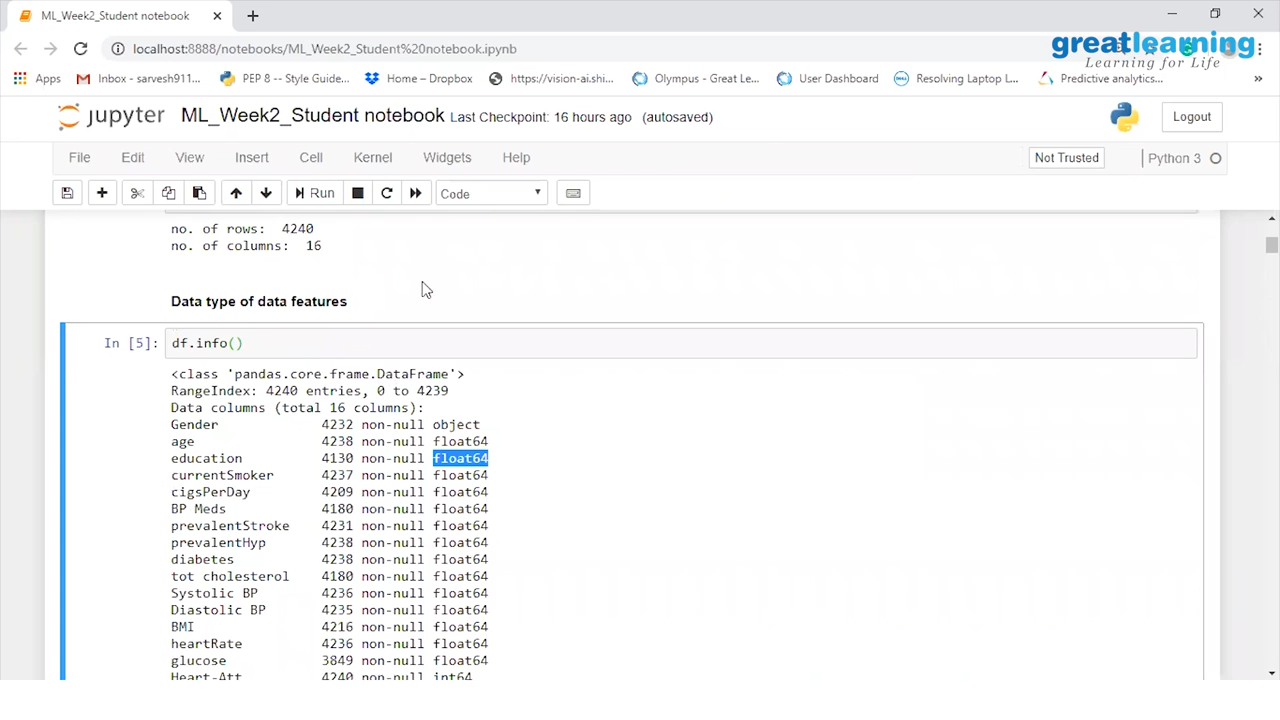 ML_Week2_Student notebook
localhost:8888/notebooks/ML_Week2_Student%20notebook.ipynb
greatlearning
Learning for Life
Apps Inbox - sarvesh911... PEP 8 -- Style Guide... Home – Dropbox https://vision-ai.shi... Olympus - Great Le... User Dashboard Resolving Laptop L... Predictive analytics... »
jupyter ML_Week2_Student notebook Last Checkpoint: 16 hours ago (autosaved) Logout
File Edit View Insert Cell Kernel Widgets Help Not Trusted Python 3
Run Code
no. of rows: 4240
no. of columns: 16
Data type of data features
In [5]: df.info()
<class 'pandas.core.frame.DataFrame'>
RangeIndex: 4240 entries, 0 to 4239
Data columns (total 16 columns):
Gender 4232 non-null object
age 4238 non-null float64
education 4130 non-null float64
currentSmoker 4237 non-null float64
cigsPerDay 4209 non-null float64
BP Meds 4180 non-null float64
prevalentStroke 4231 non-null float64
prevalentHyp 4238 non-null float64
diabetes 4238 non-null float64
tot cholesterol 4180 non-null float64
Systolic BP 4236 non-null float64
Diastolic BP 4235 non-null float64
BMI 4216 non-null float64
heartRate 4236 non-null float64
glucose 3849 non-null float64
Heart-Att 4240 non-null int64